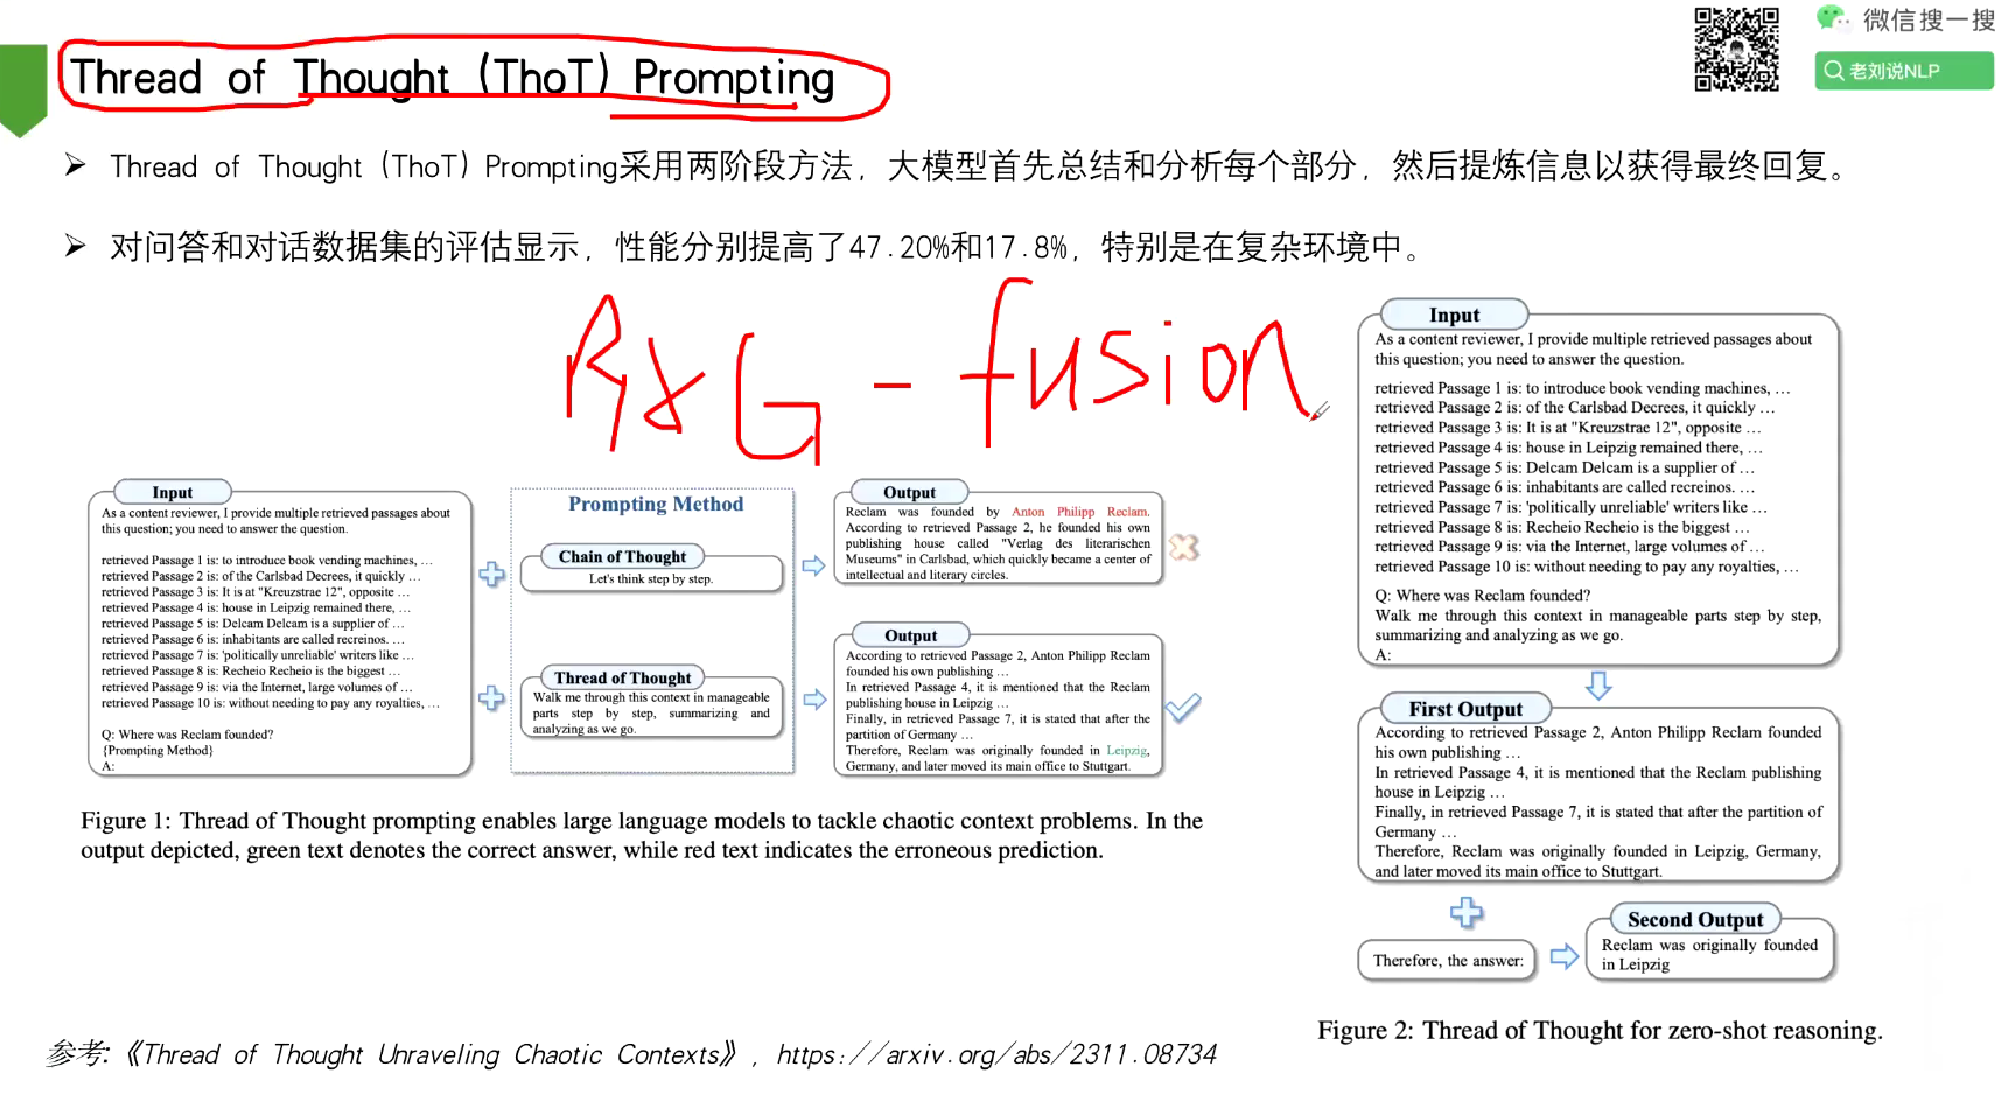 微信搜一搜
老刘说NLP
Thread of Thought (ThoT) Prompting
Thread of Thought (ThoT) Prompting采用两阶段方法，大模型首先总结和分析每个部分，然后提炼信息以获得最终回复。
对问答和对话数据集的评估显示，性能分别提高了47.20%和17.8%，特别是在复杂环境中。
RAG-fusion
Input
As a content reviewer, I provide multiple retrieved passages about
this question; you need to answer the question.
retrieved Passage 1 is: to introduce book vending machines, …
retrieved Passage 2 is: of the Carlsbad Decrees, it quickly …
retrieved Passage 3 is: It is at "Kreuzstrae 12", opposite …
retrieved Passage 4 is: house in Leipzig remained there, …
retrieved Passage 5 is: Delcam Delcam is a supplier of …
retrieved Passage 6 is: inhabitants are called recreinos. …
retrieved Passage 7 is: 'politically unreliable' writers like …
retrieved Passage 8 is: Recheio Recheio is the biggest …
retrieved Passage 9 is: via the Internet, large volumes of …
retrieved Passage 10 is: without needing to pay any royalties, …
Q: Where was Reclam founded?
{Prompting Method}
A:
Prompting Method
Chain of Thought
Let's think step by step.
Thread of Thought
Walk me through this context in manageable
parts step by step, summarizing and
analyzing as we go.
Output
Reclam was founded by Anton Philipp Reclam.
According to retrieved Passage 2, he founded his own
publishing house called "Verlag des literarischen
Museums" in Carlsbad, which quickly became a center of
intellectual and literary circles.
Output
According to retrieved Passage 2, Anton Philipp Reclam
founded his own publishing …
In retrieved Passage 4, it is mentioned that the Reclam
publishing house in Leipzig …
Finally, in retrieved Passage 7, it is stated that after the
partition of Germany …
Therefore, Reclam was originally founded in Leipzig,
Germany, and later moved its main office to Stuttgart.
Figure 1: Thread of Thought prompting enables large language models to tackle chaotic context problems. In the
output depicted, green text denotes the correct answer, while red text indicates the erroneous prediction.
Input
As a content reviewer, I provide multiple retrieved passages about
this question; you need to answer the question.
retrieved Passage 1 is: to introduce book vending machines, …
retrieved Passage 2 is: of the Carlsbad Decrees, it quickly …
retrieved Passage 3 is: It is at "Kreuzstrae 12", opposite …
retrieved Passage 4 is: house in Leipzig remained there, …
retrieved Passage 5 is: Delcam Delcam is a supplier of …
retrieved Passage 6 is: inhabitants are called recreinos. …
retrieved Passage 7 is: 'politically unreliable' writers like …
retrieved Passage 8 is: Recheio Recheio is the biggest …
retrieved Passage 9 is: via the Internet, large volumes of …
retrieved Passage 10 is: without needing to pay any royalties, …
Q: Where was Reclam founded?
Walk me through this context in manageable parts step by step,
summarizing and analyzing as we go.
A:
First Output
According to retrieved Passage 2, Anton Philipp Reclam founded
his own publishing …
In retrieved Passage 4, it is mentioned that the Reclam publishing
house in Leipzig …
Finally, in retrieved Passage 7, it is stated that after the partition of
Germany …
Therefore, Reclam was originally founded in Leipzig, Germany,
and later moved its main office to Stuttgart.
Therefore, the answer:
Second Output
Reclam was originally founded
in Leipzig
Figure 2: Thread of Thought for zero-shot reasoning.
参考:《Thread of Thought Unraveling Chaotic Contexts》, https://arxiv.org/abs/2311.08734